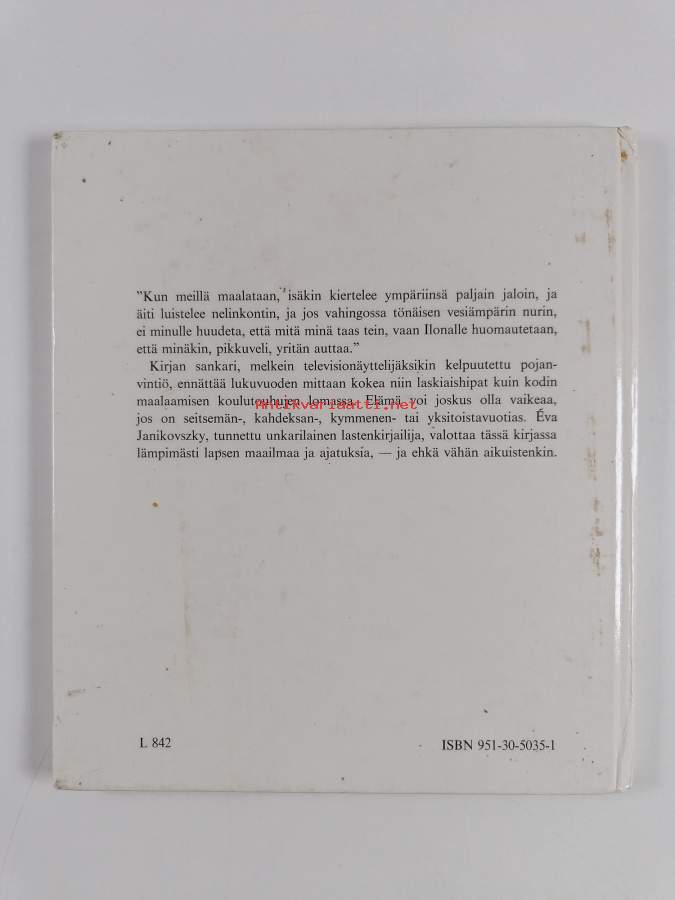 ”Kun meillä maalataan, isäkin kiertelee ympäriinsä paljain jaloin, ja
äiti luistelee nelinkontin, ja jos vahingossa tönäisen vesiämpärin nurin,
ei minulle huudeta, että mitä minä taas tein, vaan Ilonalle huomautetaan,
että minäkin, pikkuveli, yritän auttaa.”
Kirjan sankari, melkein televisionäyttelijäksikin kelpuutettu pojan-
vintiö, ennättää lukuvuoden mittaan kokea niin laskiaishipat kuin kodin
maalaamisen koulutouhujen lomassa. Elämä voi joskus olla vaikeaa,
Antikvariaatti.net
jos on seitsemän-, kahdeksan-, kymmenen- tai yksitoistavuotias. Éva
Janikovszky, tunnettu unkarilainen lastenkirjailija, valottaa tässä kirjassa
lämpimästi lapsen maailmaa ja ajatuksia, — ja ehkä vähän aikuistenkin.
L 842
ISBN 951-30-5035-1